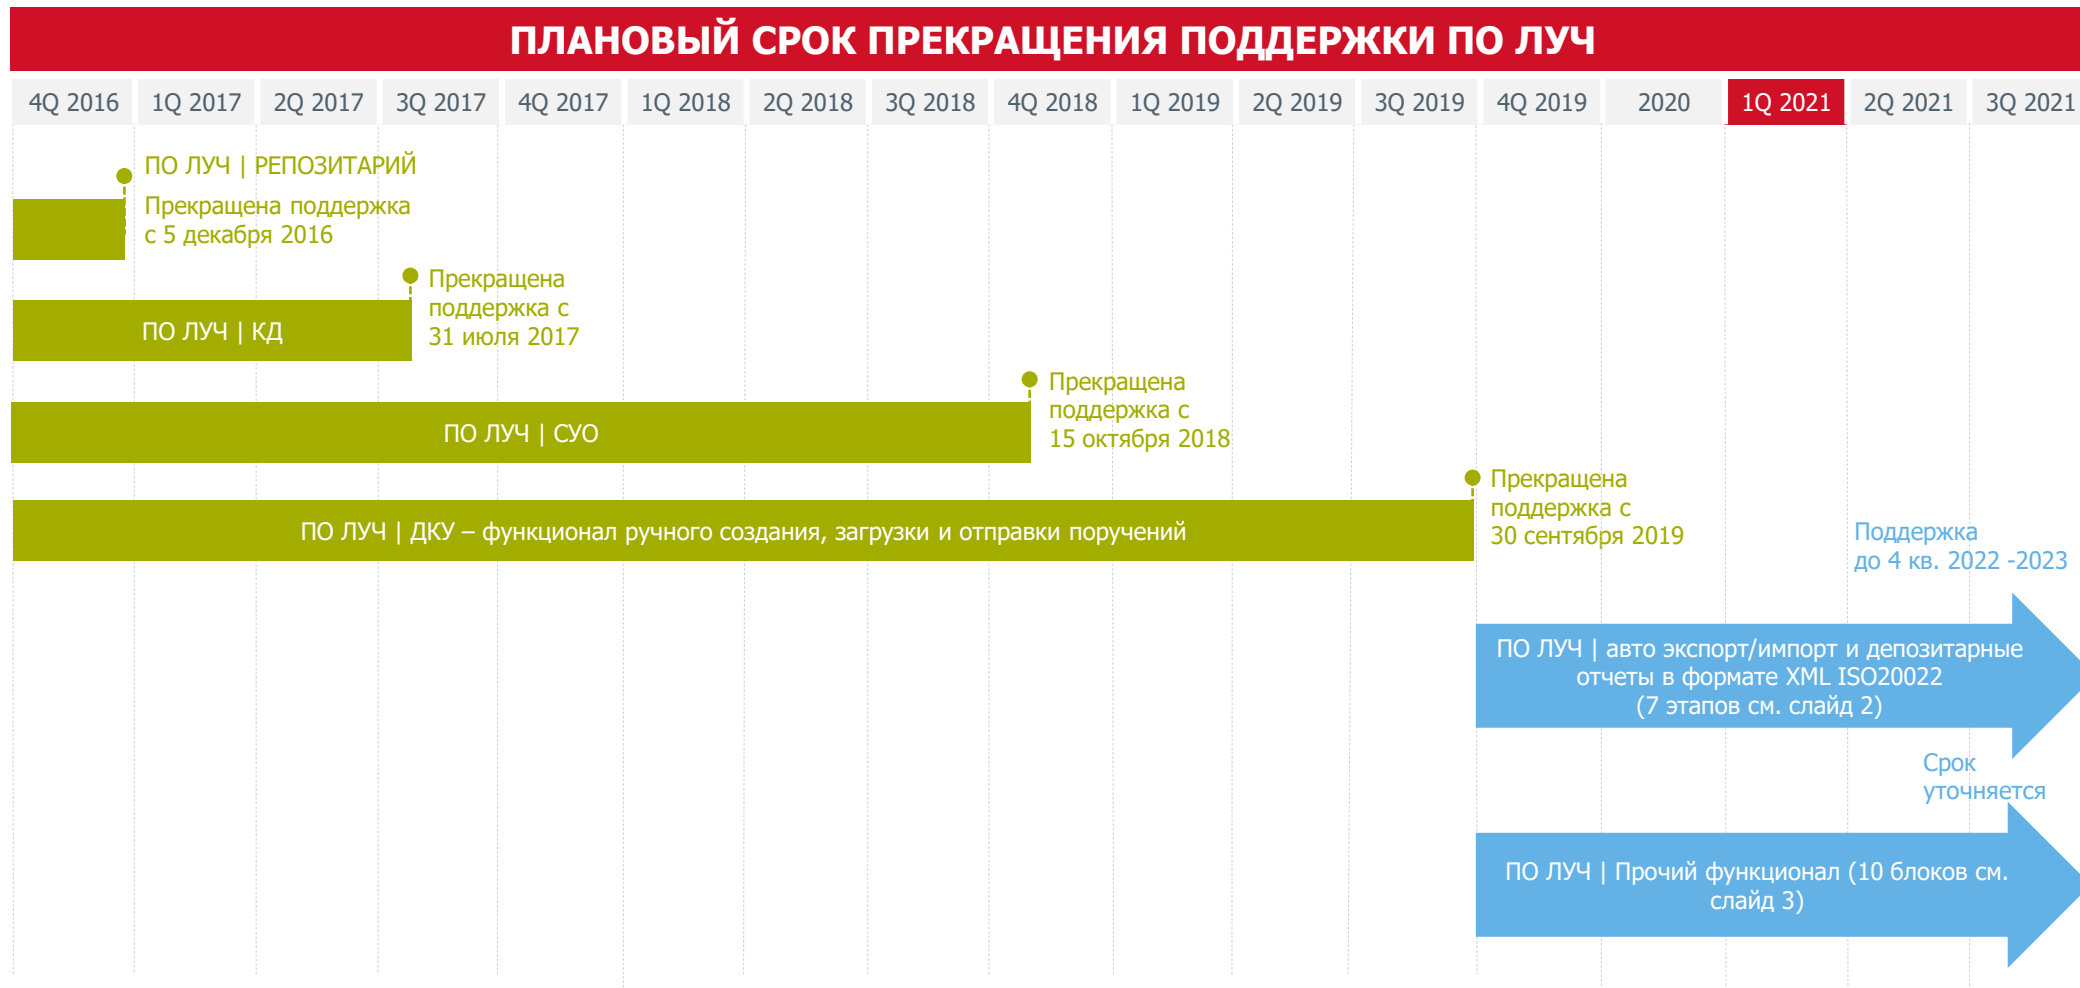 ПЛАНОВЫЙ СРОК ПРЕКРАЩЕНИЯ ПОДДЕРЖКИ ПО ЛУЧ
4Q 2016 1Q 2017 2Q 2017 3Q 2017 4Q 2017 1Q 2018 2Q 2018 3Q 2018 4Q 2018 1Q 2019 2Q 2019 3Q 2019 4Q 2019 2020 1Q 2021 2Q 2021 3Q 2021
ПО ЛУЧ | РЕПОЗИТАРИЙ
Прекращена поддержка
с 5 декабря 2016
Прекращена
поддержка с
31 июля 2017
ПО ЛУЧ | КД
Прекращена
поддержка с
15 октября 2018
ПО ЛУЧ | СУО
Прекращена
поддержка с
30 сентября 2019
ПО ЛУЧ | ДКУ – функционал ручного создания, загрузки и отправки поручений
Поддержка
до 4 кв. 2022 -2023
ПО ЛУЧ | авто экспорт/импорт и депозитарные
отчеты в формате XML ISO20022
(7 этапов см. слайд 2)
Срок
уточняется
ПО ЛУЧ | Прочий функционал (10 блоков см.
слайд 3)